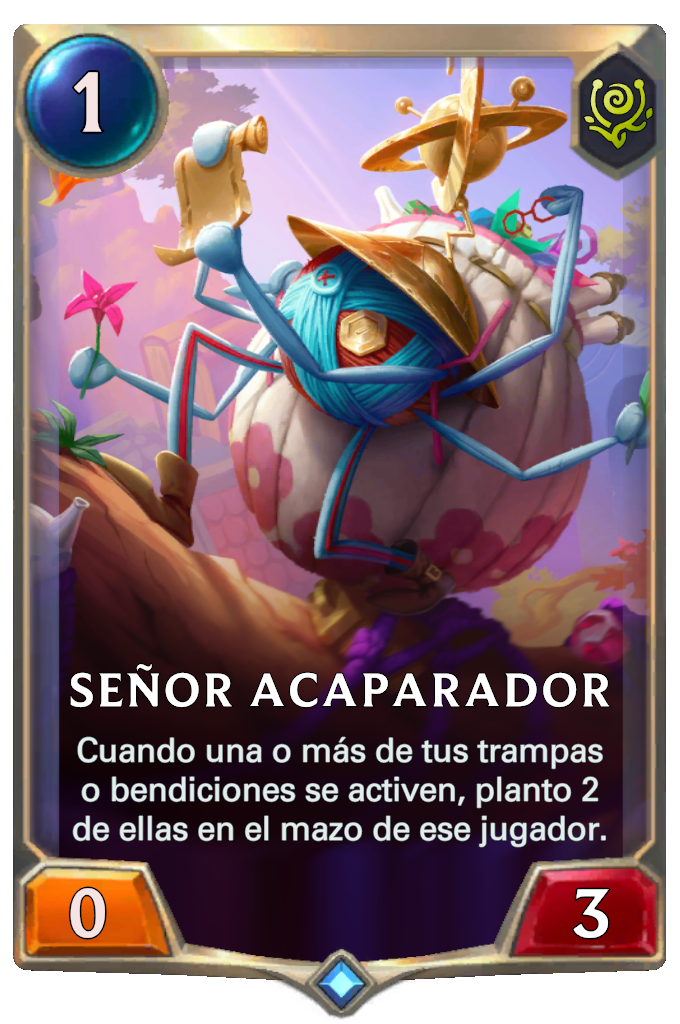 1
SEÑOR ACAPARADOR
Cuando una o más de tus trampas
o bendiciones se activen, planto 2
de ellas en el mazo de ese jugador.
0
3